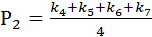 P₂ = (k₄+k₅+k₆+k₇)/4